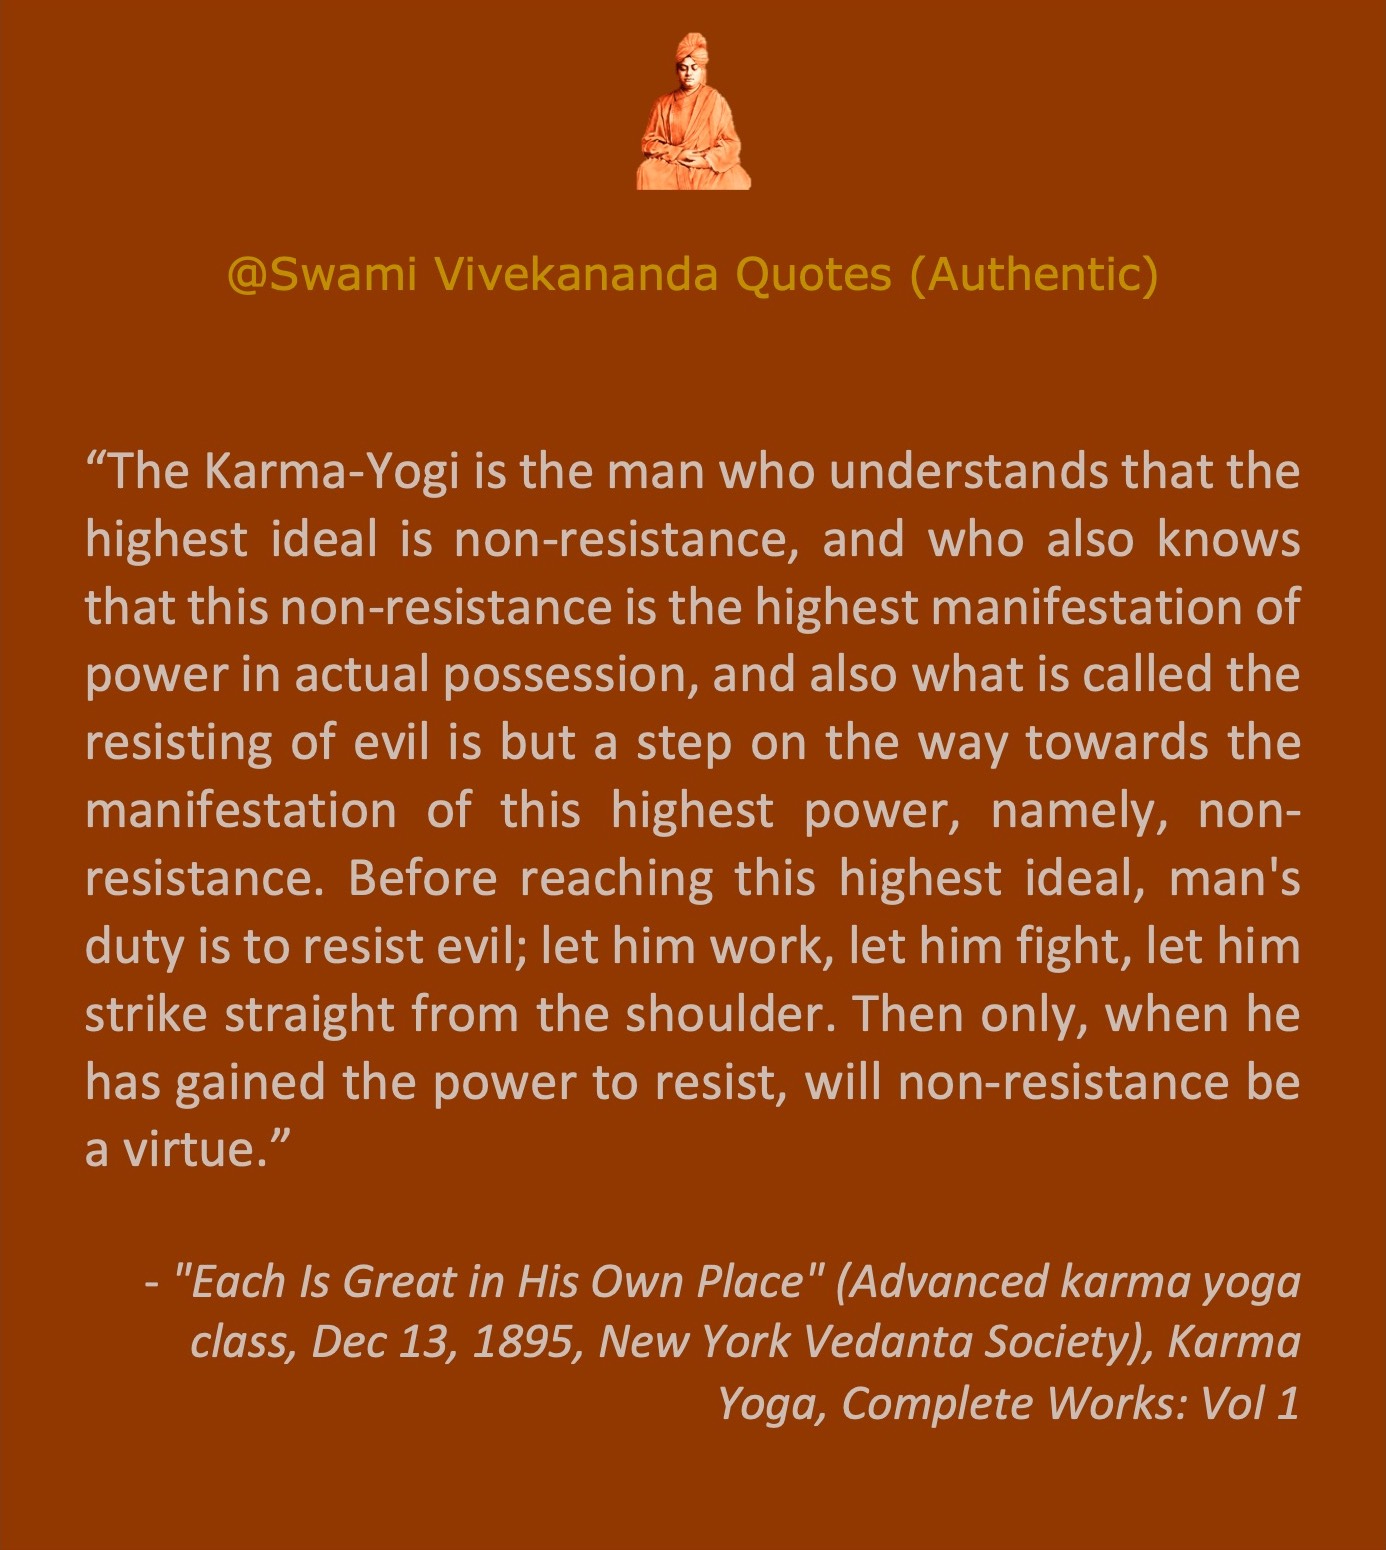 @Swami Vivekananda Quotes (Authentic)
“The Karma-Yogi is the man who understands that the
highest ideal is non-resistance, and who also knows
that this non-resistance is the highest manifestation of
power in actual possession, and also what is called the
resisting of evil is but a step on the way towards the
manifestation of this highest power, namely, non-
resistance. Before reaching this highest ideal, man's
duty is to resist evil; let him work, let him fight, let him
strike straight from the shoulder. Then only, when he
has gained the power to resist, will non-resistance be
a virtue.”
- "Each Is Great in His Own Place" (Advanced karma yoga
class, Dec 13, 1895, New York Vedanta Society), Karma
Yoga, Complete Works: Vol 1